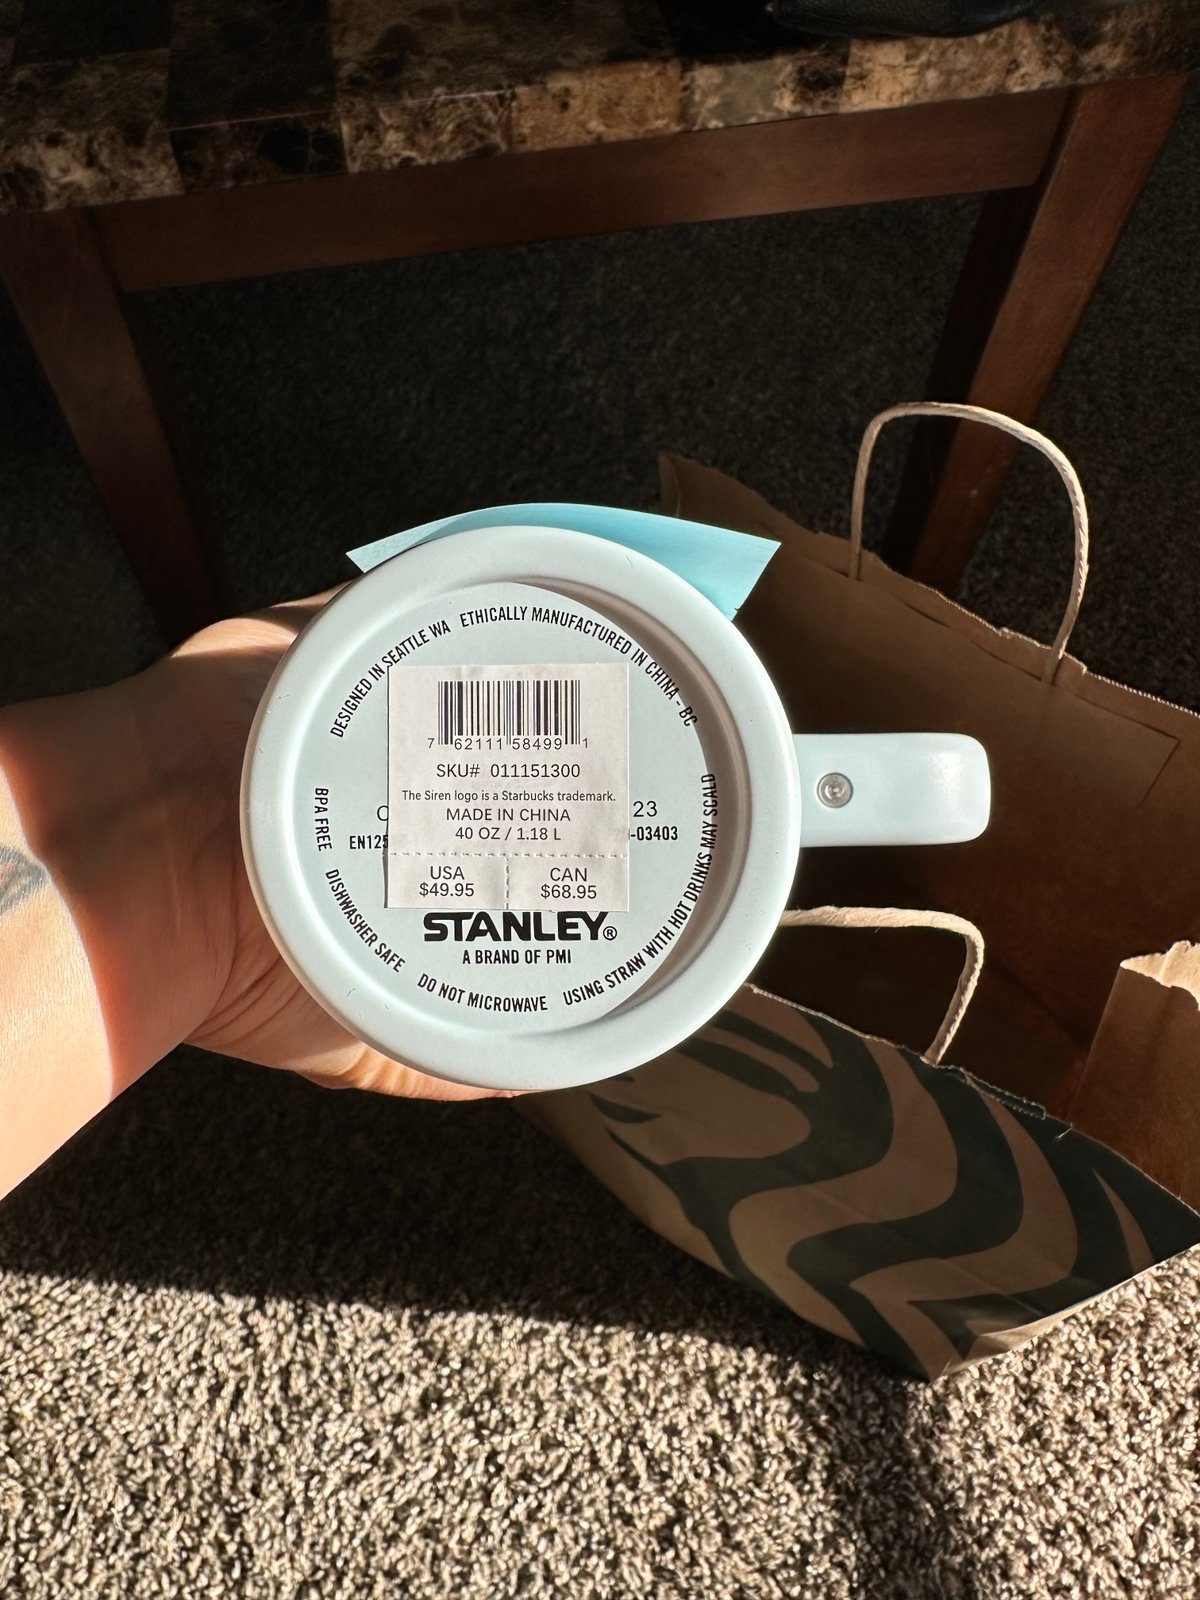 DESIGNED IN SEATTLE WA
ETHICALLY MANUFACTURED IN CHINA - BC
7 62111 58499 1
SKU# 011151300
The Siren logo is a Starbucks trademark.
MADE IN CHINA
40 OZ / 1.18 L
USA
$49.95
CAN
$68.95
23
EN125
-03403
STANLEY®
A BRAND OF PMI
BPA FREE
DISHWASHER SAFE
DO NOT MICROWAVE
USING STRAW WITH HOT DRINKS MAY SCALD